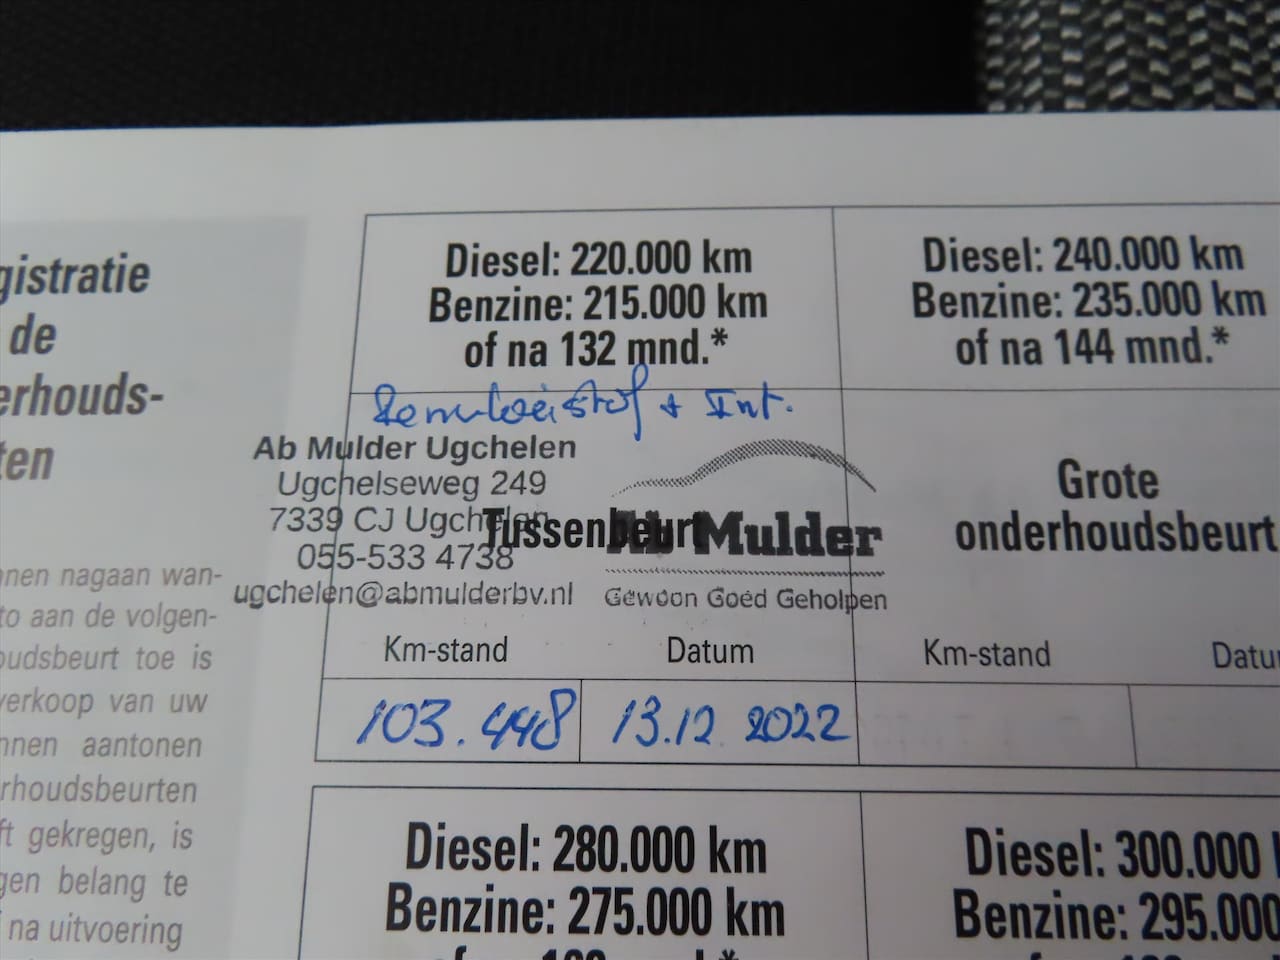 gistratie
de
erhouds-
ten
nnen nagaan wan-
to aan de volgen-
oudsbeurt toe is
verkoop van uw
nnen aantonen
rhoudsbeurten
ft gekregen, is
gen belang te
na uitvoering
Diesel: 220.000 km
Benzine: 215.000 km
of na 132 mnd.*
Remvloeistof + Int.
Ab Mulder Ugchelen
Ugchelseweg 249
7339 CJ Ugchelen
055-533 4738
ugchelen@abmulderbv.nl
Tussenbeurt
Ab Mulder
Gewoon Goed Geholpen
Km-stand
Datum
103.448
13.12.2022
Diesel: 240.000 km
Benzine: 235.000 km
of na 144 mnd.*
Grote
onderhoudsbeurt
Km-stand
Datu
Diesel: 280.000 km
Benzine: 275.000 km
Diesel: 300.000
Benzine: 295.000